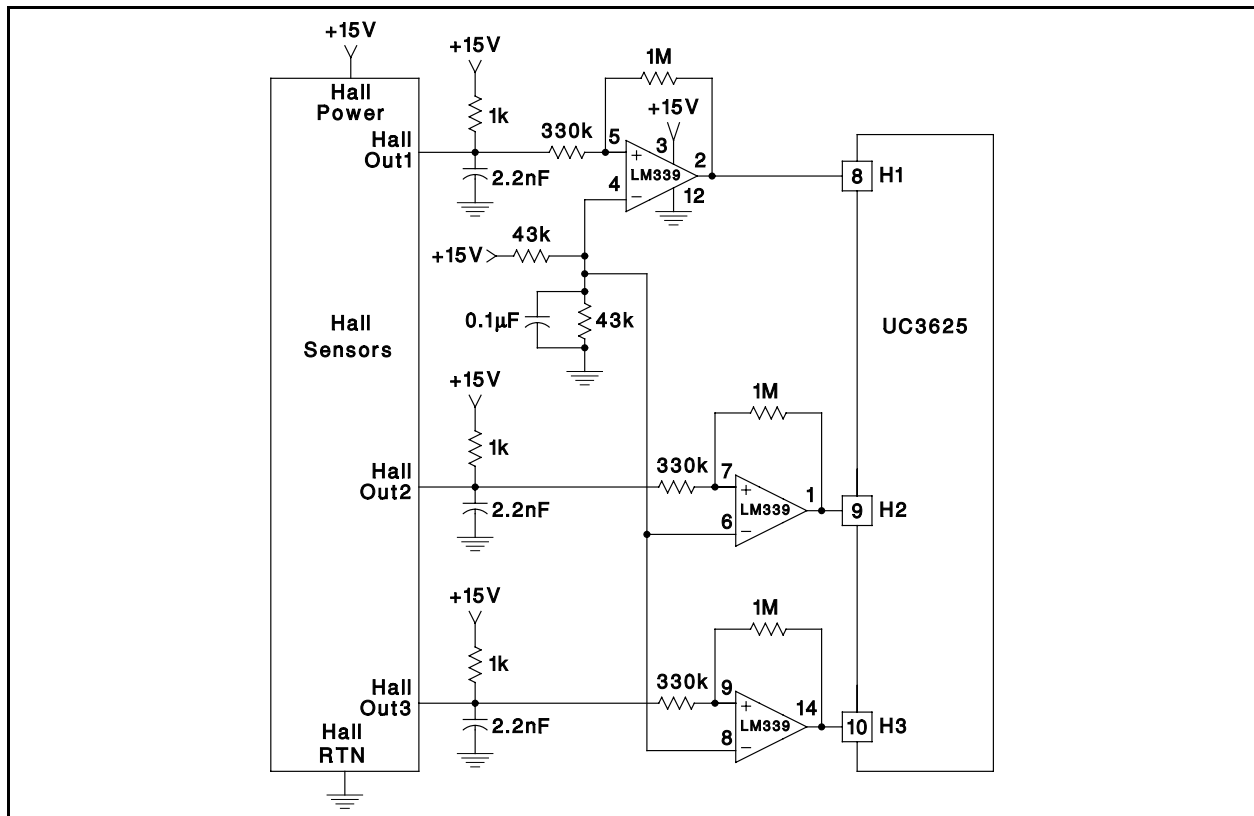 +15V
Hall
Power
+15V
1k
Hall
Out1
2.2nF
330k
1M
+15V
5
+
3
2
LM339
4
−
12
8
H1
+15V
43k
0.1μF
43k
Hall
Sensors
UC3625
+15V
1k
Hall
Out2
2.2nF
330k
1M
7
+
1
LM339
6
−
9
H2
+15V
1k
Hall
Out3
2.2nF
330k
1M
9
+
14
LM339
8
−
10
H3
Hall
RTN